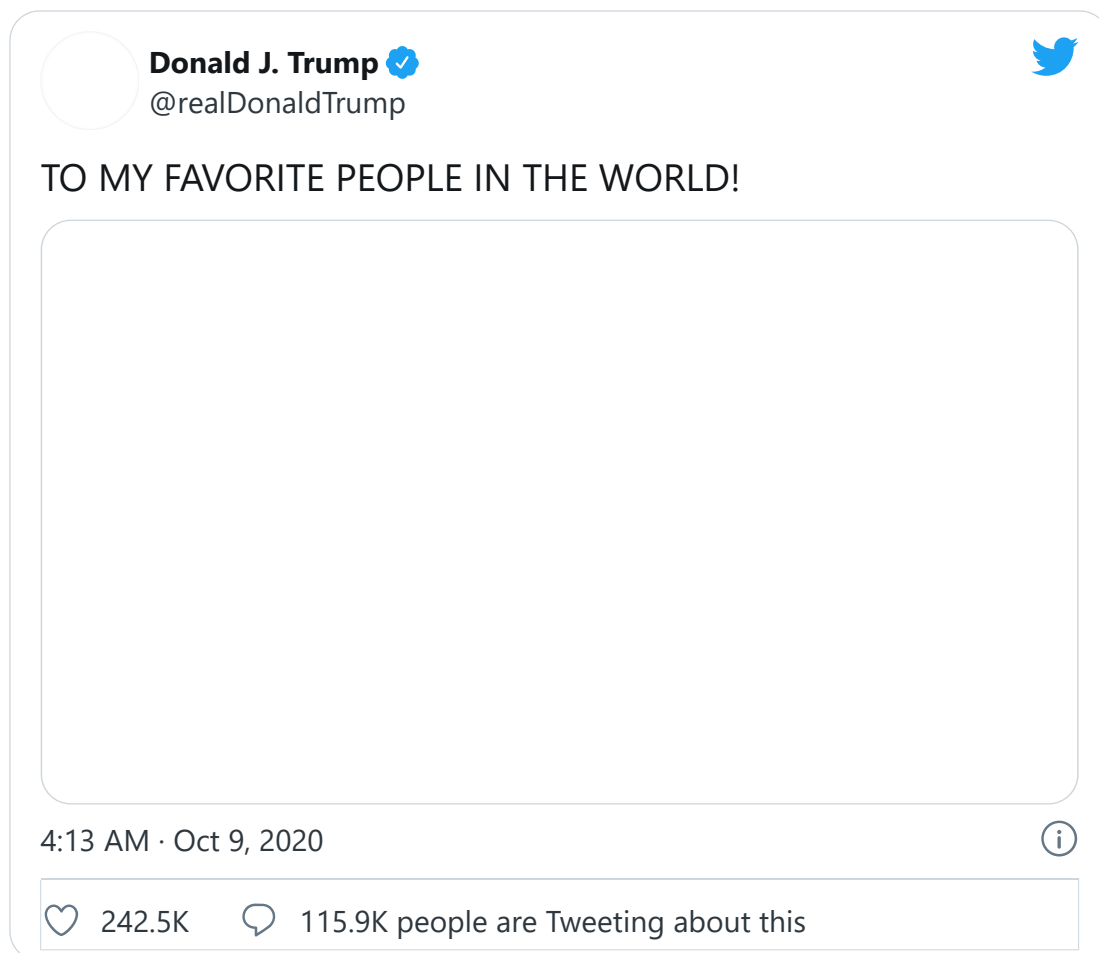 Donald J. Trump
@realDonaldTrump
TO MY FAVORITE PEOPLE IN THE WORLD!
4:13 AM · Oct 9, 2020
242.5K 115.9K people are Tweeting about this